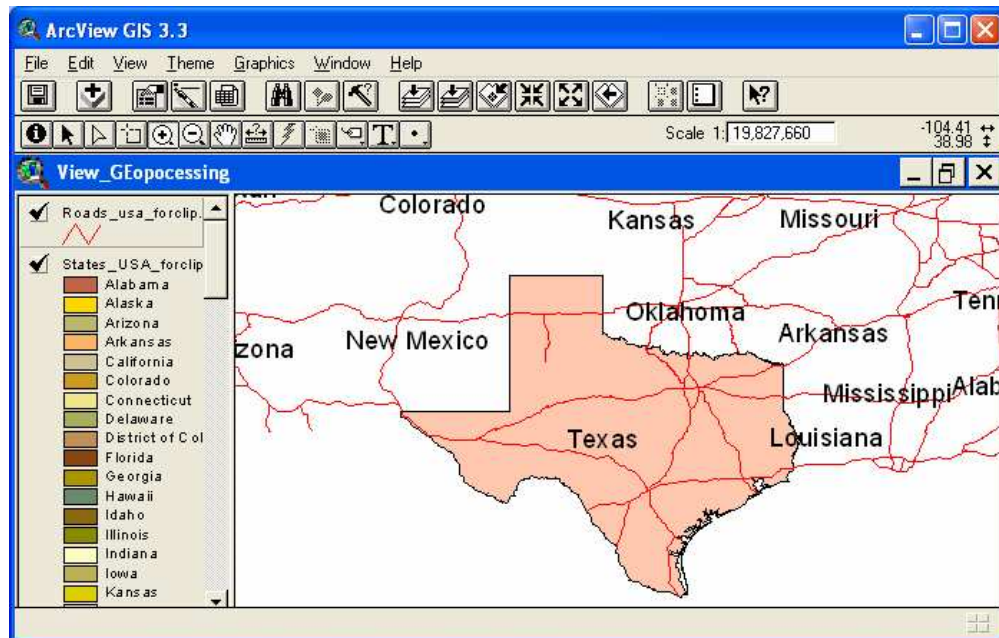 ArcView GIS 3.3
File Edit View Theme Graphics Window Help
Scale 1: 19,827,660
-104.41
38.98
View_GEopocessing
Roads_usa_forclip.
States_USA_forclip
Alabama
Alaska
Arizona
Arkansas
California
Colorado
Connecticut
Delaware
District of Col
Florida
Georgia
Hawaii
Idaho
Illinois
Indiana
Iowa
Kansas
Colorado
Kansas
Missouri
Oklahoma
Tenn
zona
New Mexico
Arkansas
Mississippi
Alab
Texas
Louisiana